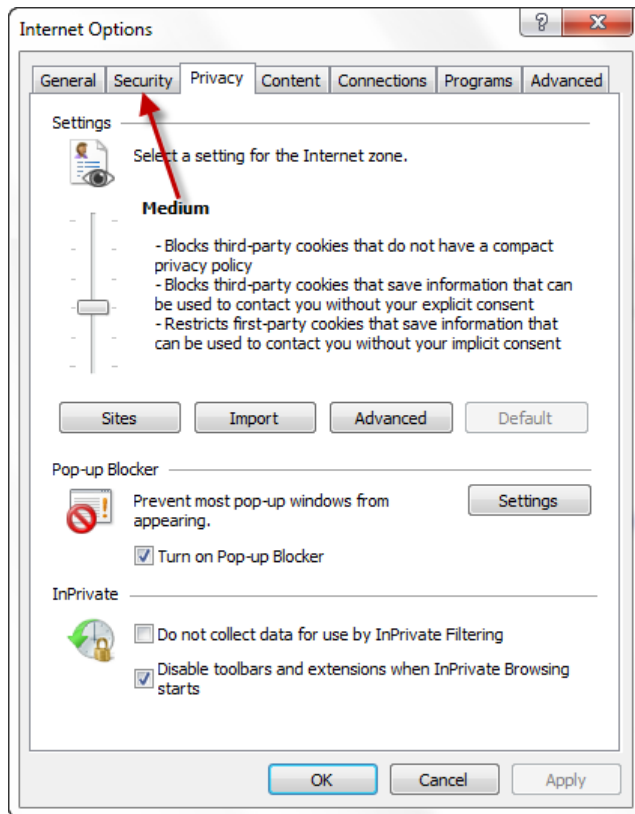 Internet Options
General Security Privacy Content Connections Programs Advanced
Settings
Select a setting for the Internet zone.
Medium
- Blocks third-party cookies that do not have a compact
privacy policy
- Blocks third-party cookies that save information that can
be used to contact you without your explicit consent
- Restricts first-party cookies that save information that
can be used to contact you without your implicit consent
Sites Import Advanced Default
Pop-up Blocker
Prevent most pop-up windows from
appearing.
Settings
Turn on Pop-up Blocker
InPrivate
Do not collect data for use by InPrivate Filtering
Disable toolbars and extensions when InPrivate Browsing
starts
OK Cancel Apply